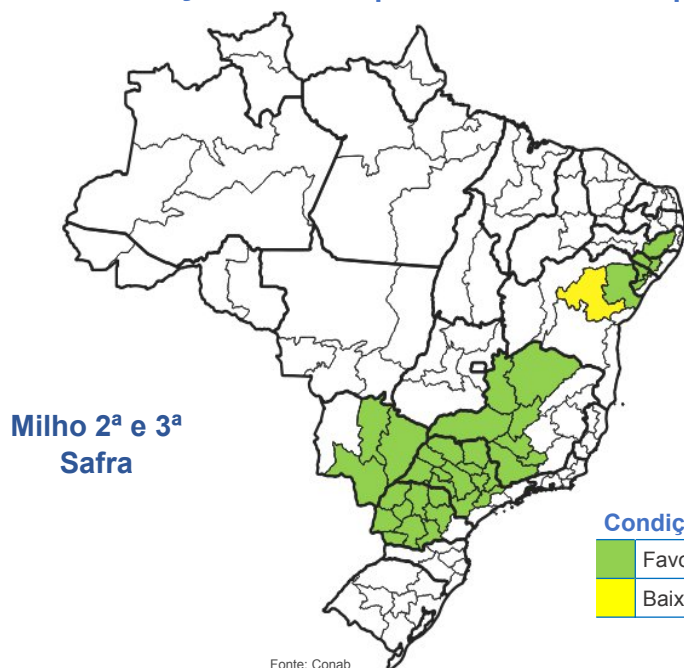 Milho 2ª e 3ª
Safra
Condiç
Favo
Baix
Fonte: Conab